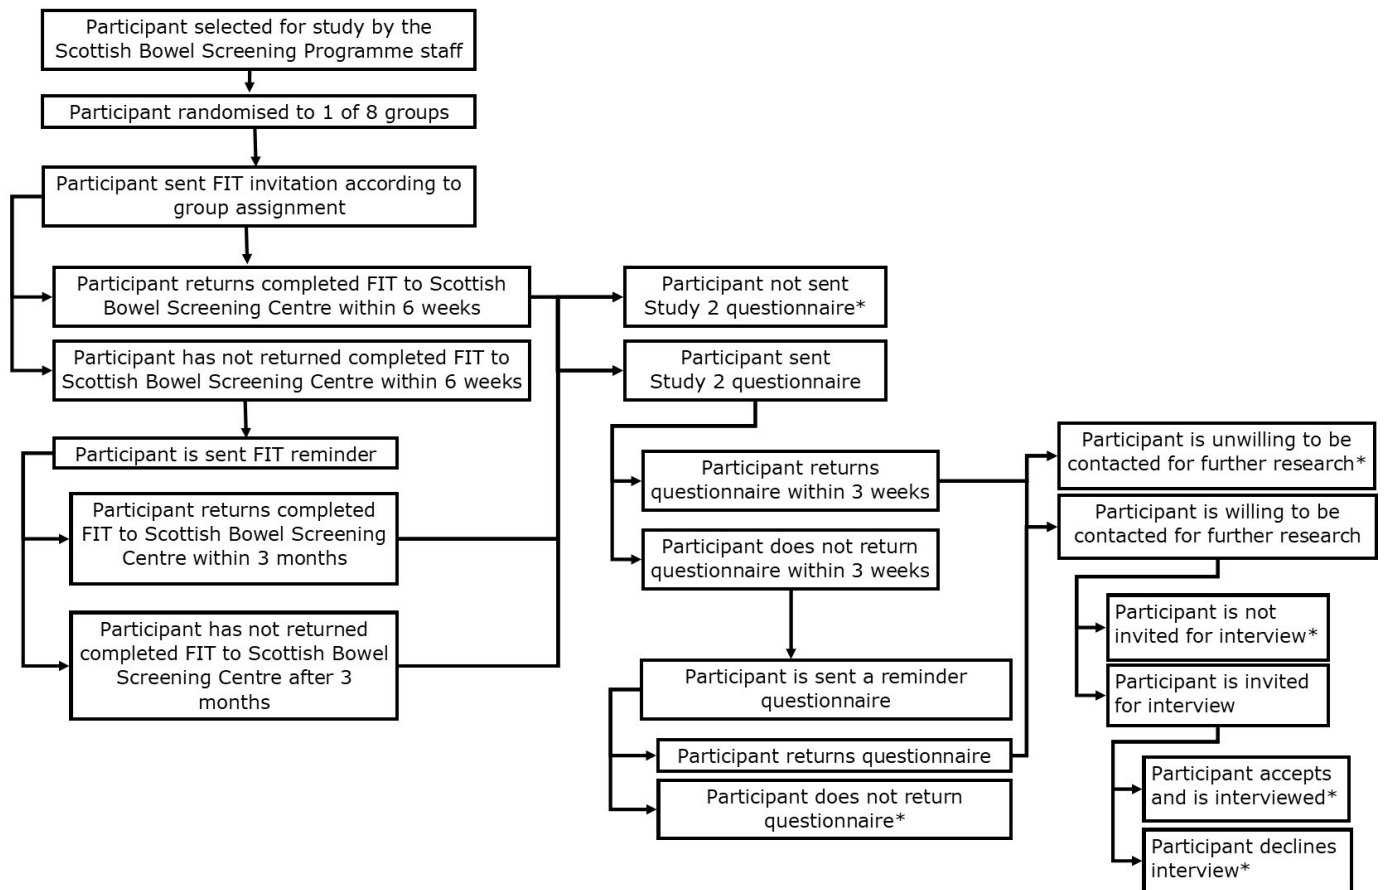 Participant selected for study by the
Scottish Bowel Screening Programme staff
Participant randomised to 1 of 8 groups
Participant sent FIT invitation according to
group assignment
Participant returns completed FIT to Scottish
Bowel Screening Centre within 6 weeks
Participant has not returned completed FIT to
Scottish Bowel Screening Centre within 6 weeks
Participant is sent FIT reminder
Participant returns completed
FIT to Scottish Bowel Screening
Centre within 3 months
Participant has not returned
completed FIT to Scottish Bowel
Screening Centre after 3
months
Participant not sent
Study 2 questionnaire*
Participant sent
Study 2 questionnaire
Participant returns
questionnaire within 3 weeks
Participant does not return
questionnaire within 3 weeks
Participant is sent a reminder
questionnaire
Participant returns questionnaire
Participant does not return
questionnaire*
Participant is unwilling to be
contacted for further research*
Participant is willing to be
contacted for further research
Participant is not
invited for interview*
Participant is invited
for interview
Participant accepts
and is interviewed*
Participant declines
interview*